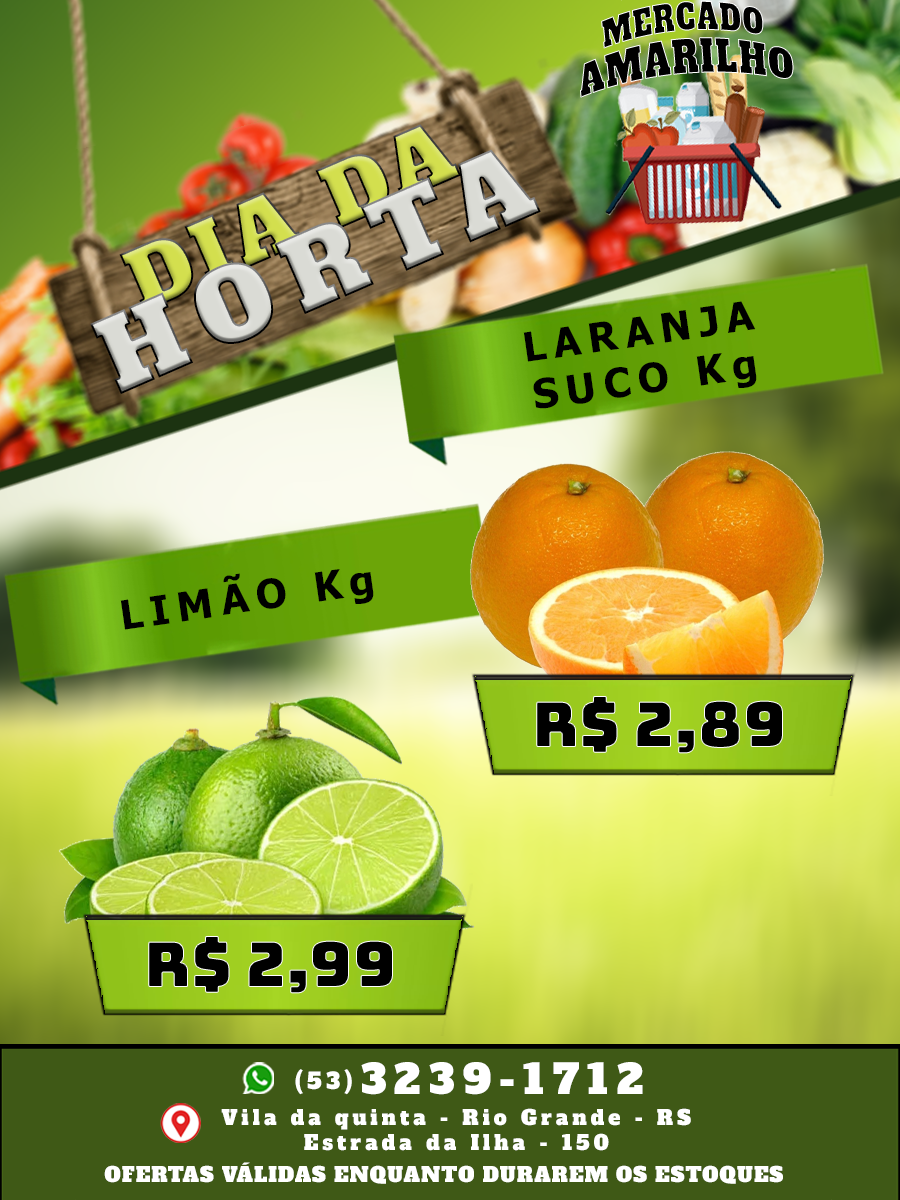 MERCADO
AMARILHO
DIA DA
HORTA
LARANJA
SUCO Kg
R$ 2,89
LIMÃO Kg
R$ 2,99
(53) 3239-1712
Vila da quinta - Rio Grande - RS
Estrada da Ilha - 150
OFERTAS VÁLIDAS ENQUANTO DURAREM OS ESTOQUES